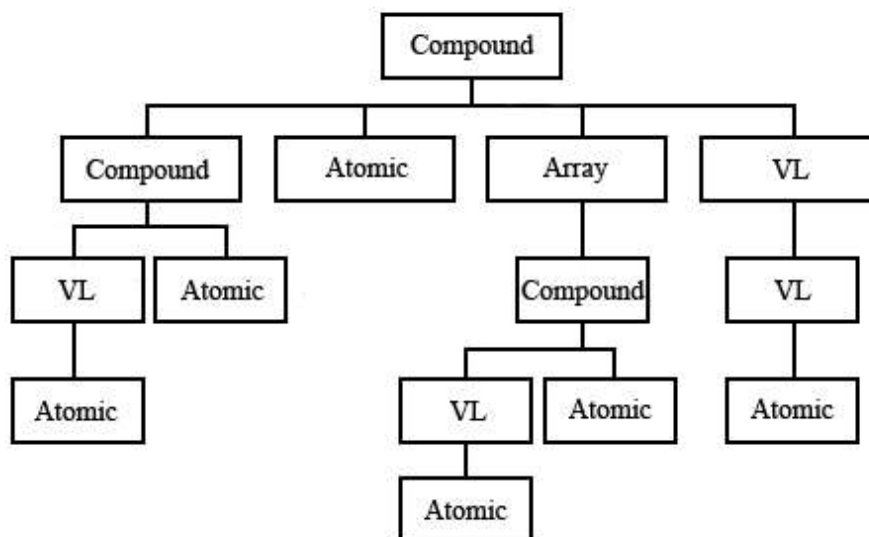 Compound
Compound Atomic Array VL
VL Atomic Compound VL
Atomic VL Atomic Atomic
Atomic